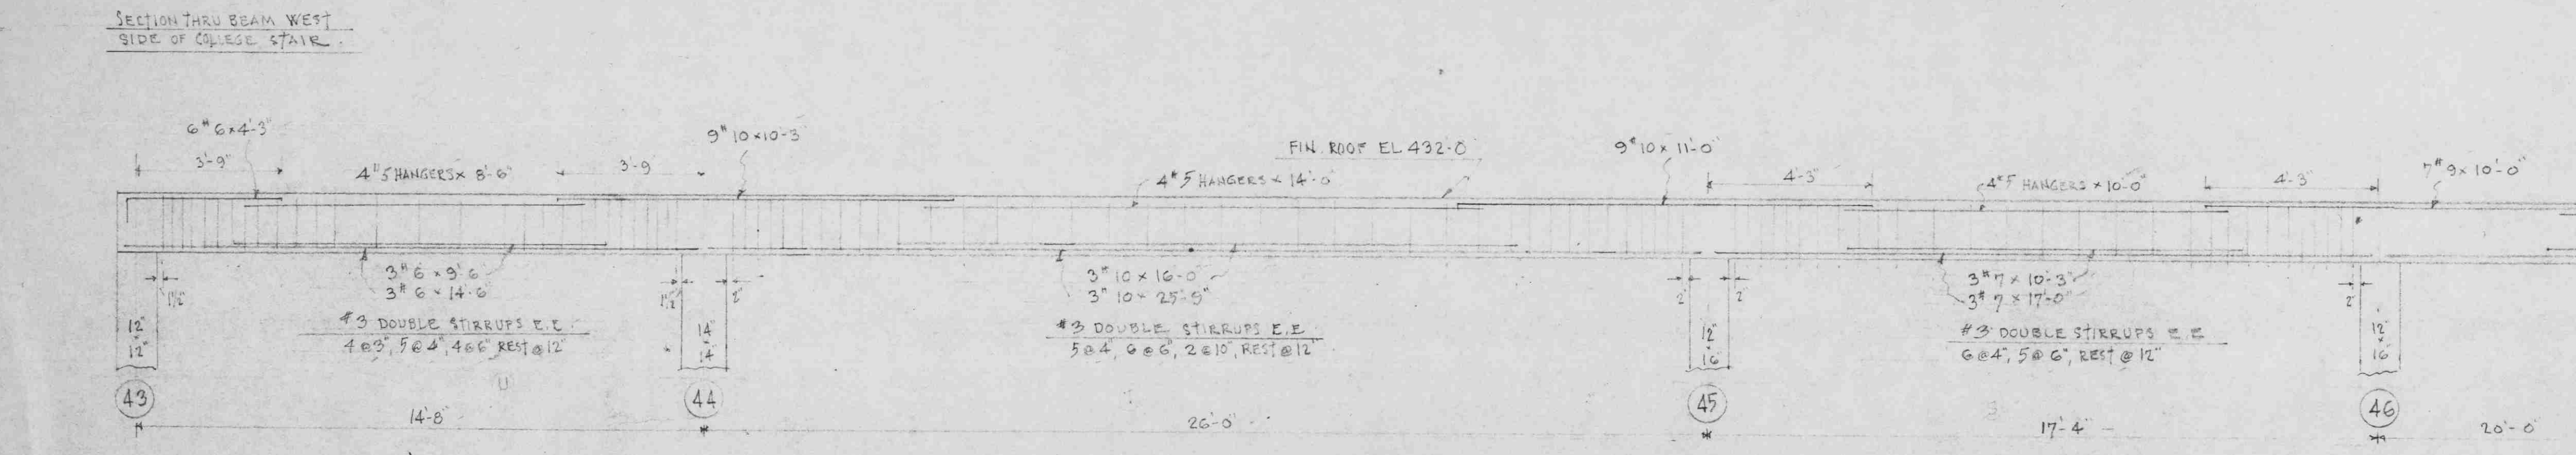 SECTION THRU BEAM WEST
SIDE OF COLLEGE STAIR.
6 #6 x 4'-3"
3'-9"
4 #5 HANGERS x 8'-6"
3'-9
9 #10 x 10'-3"
4 #5 HANGERS x 14'-0"
FIN. ROOF EL 432'-0"
9 #10 x 11'-0"
4'-3"
4 #5 HANGERS x 10'-0"
4'-3"
7 #9 x 10'-0"
3 #6 x 9'-6
3 #6 x 14'-6
#3 DOUBLE STIRRUPS E.E.
4@3", 5@4", 4@6" REST@12"
3 #10 x 16'-0"
3 #10 x 25'-9"
#3 DOUBLE STIRRUPS E.E.
5@4", 6@6", 2@10", REST@12"
3 #7 x 10'-3"
3 #7 x 17'-0"
#3 DOUBLE STIRRUPS E.E
6@4", 5@6", REST@12"
1½"
1½"
2"
2"
2"
2"
12"
x
12"
14"
x
14"
12"
x
16"
12"
x
16"
43
44
45
46
14'-8"
26'-0"
17'-4"
20'-0"